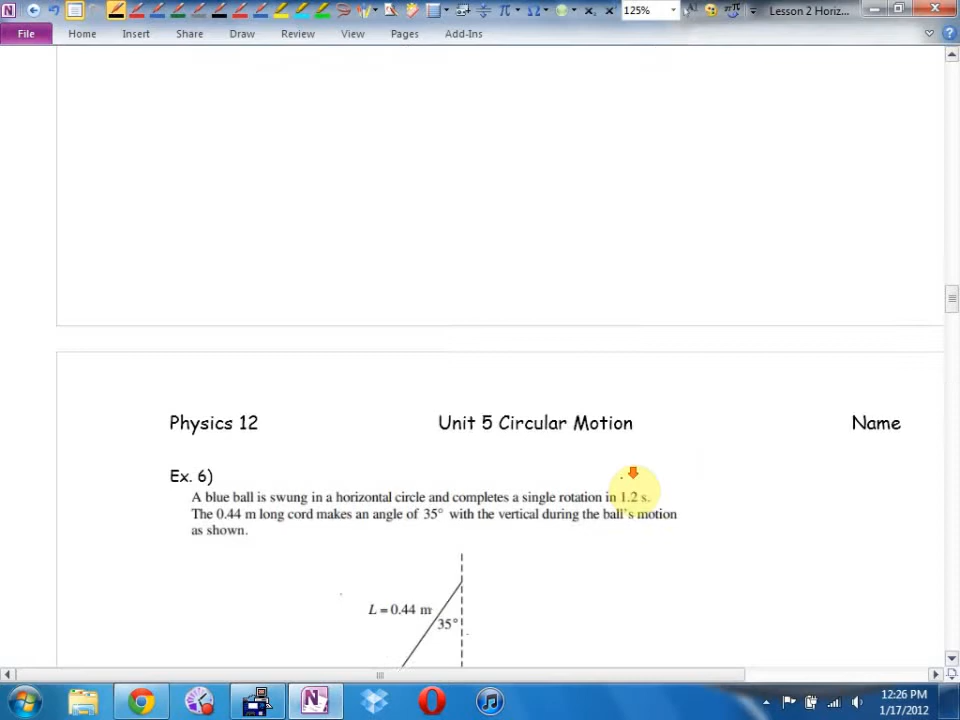 125%
Lesson 2 Horiz...
File Home Insert Share Draw Review View Pages Add-Ins
Physics 12 Unit 5 Circular Motion Name
Ex. 6)
A blue ball is swung in a horizontal circle and completes a single rotation in 1.2 s.
The 0.44 m long cord makes an angle of 35° with the vertical during the ball's motion
as shown.
L = 0.44 m
35°
12:26 PM
1/17/2012